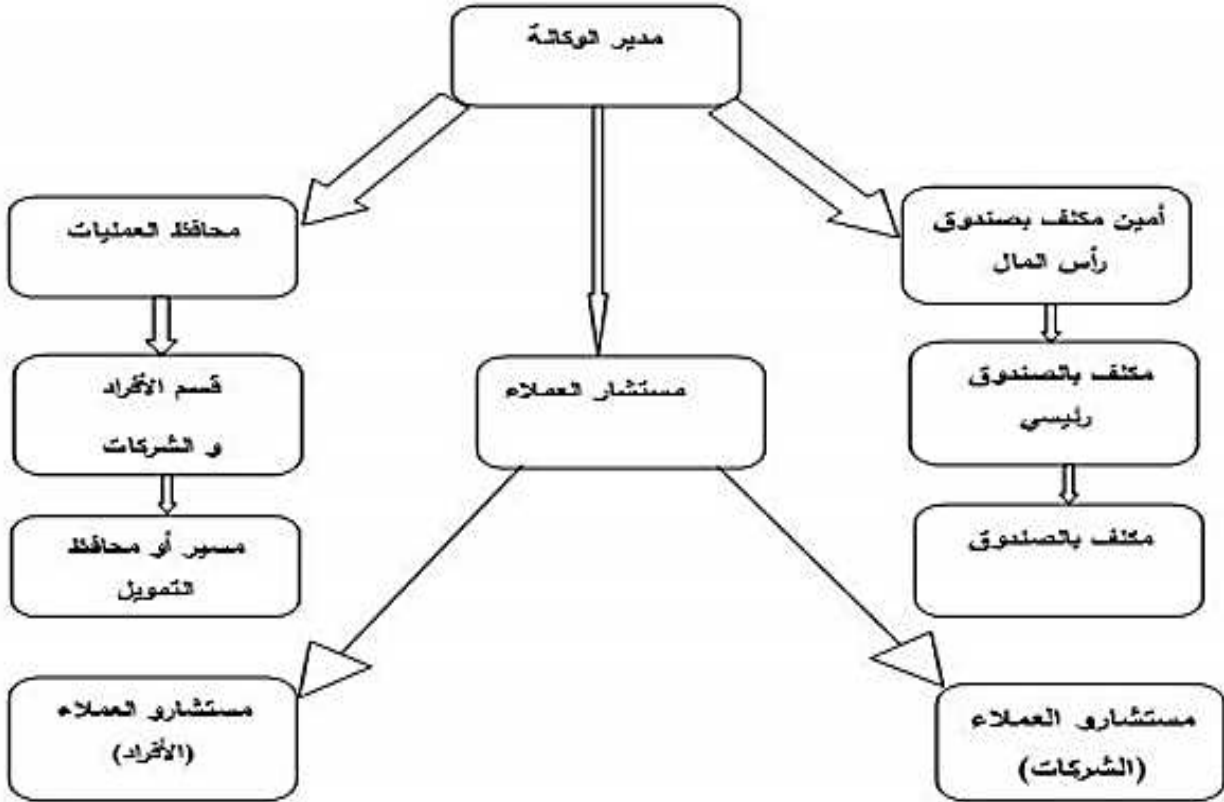 مدير الوكالة
أمين مكلف بصندوق
رأس المال
محافظ العمليات
مكلف بالصندوق
رئيسي
مستشار العملاء
قسم الأفراد
و الشركات
مكلف بالصندوق
مسير أو محافظ
التمويل
مستشارو العملاء
(الشركات)
مستشارو العملاء
(الأفراد)